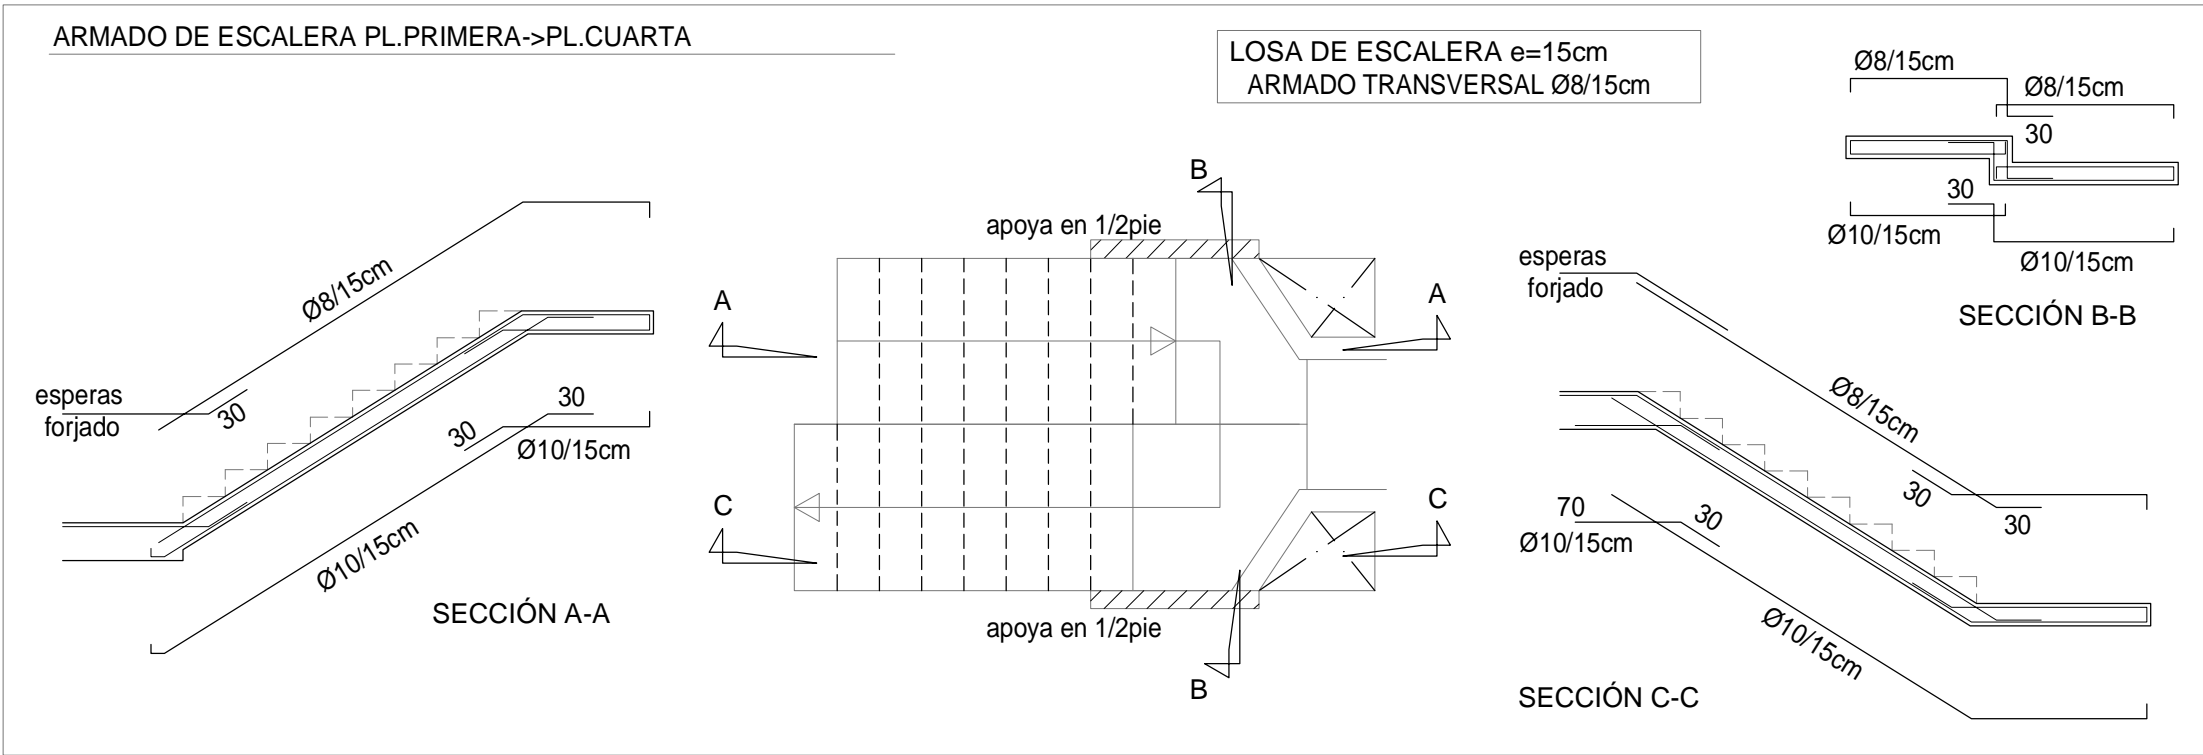 ARMADO DE ESCALERA PL.PRIMERA->PL.CUARTA
LOSA DE ESCALERA e=15cm
ARMADO TRANSVERSAL Ø8/15cm
Ø8/15cm
esperas
forjado
30
30
30
Ø10/15cm
Ø10/15cm
SECCIÓN A-A
B
apoya en 1/2pie
A
A
C
C
apoya en 1/2pie
B
Ø8/15cm
Ø8/15cm
30
30
Ø10/15cm
Ø10/15cm
SECCIÓN B-B
esperas
forjado
Ø8/15cm
70
30
30
30
Ø10/15cm
Ø10/15cm
SECCIÓN C-C